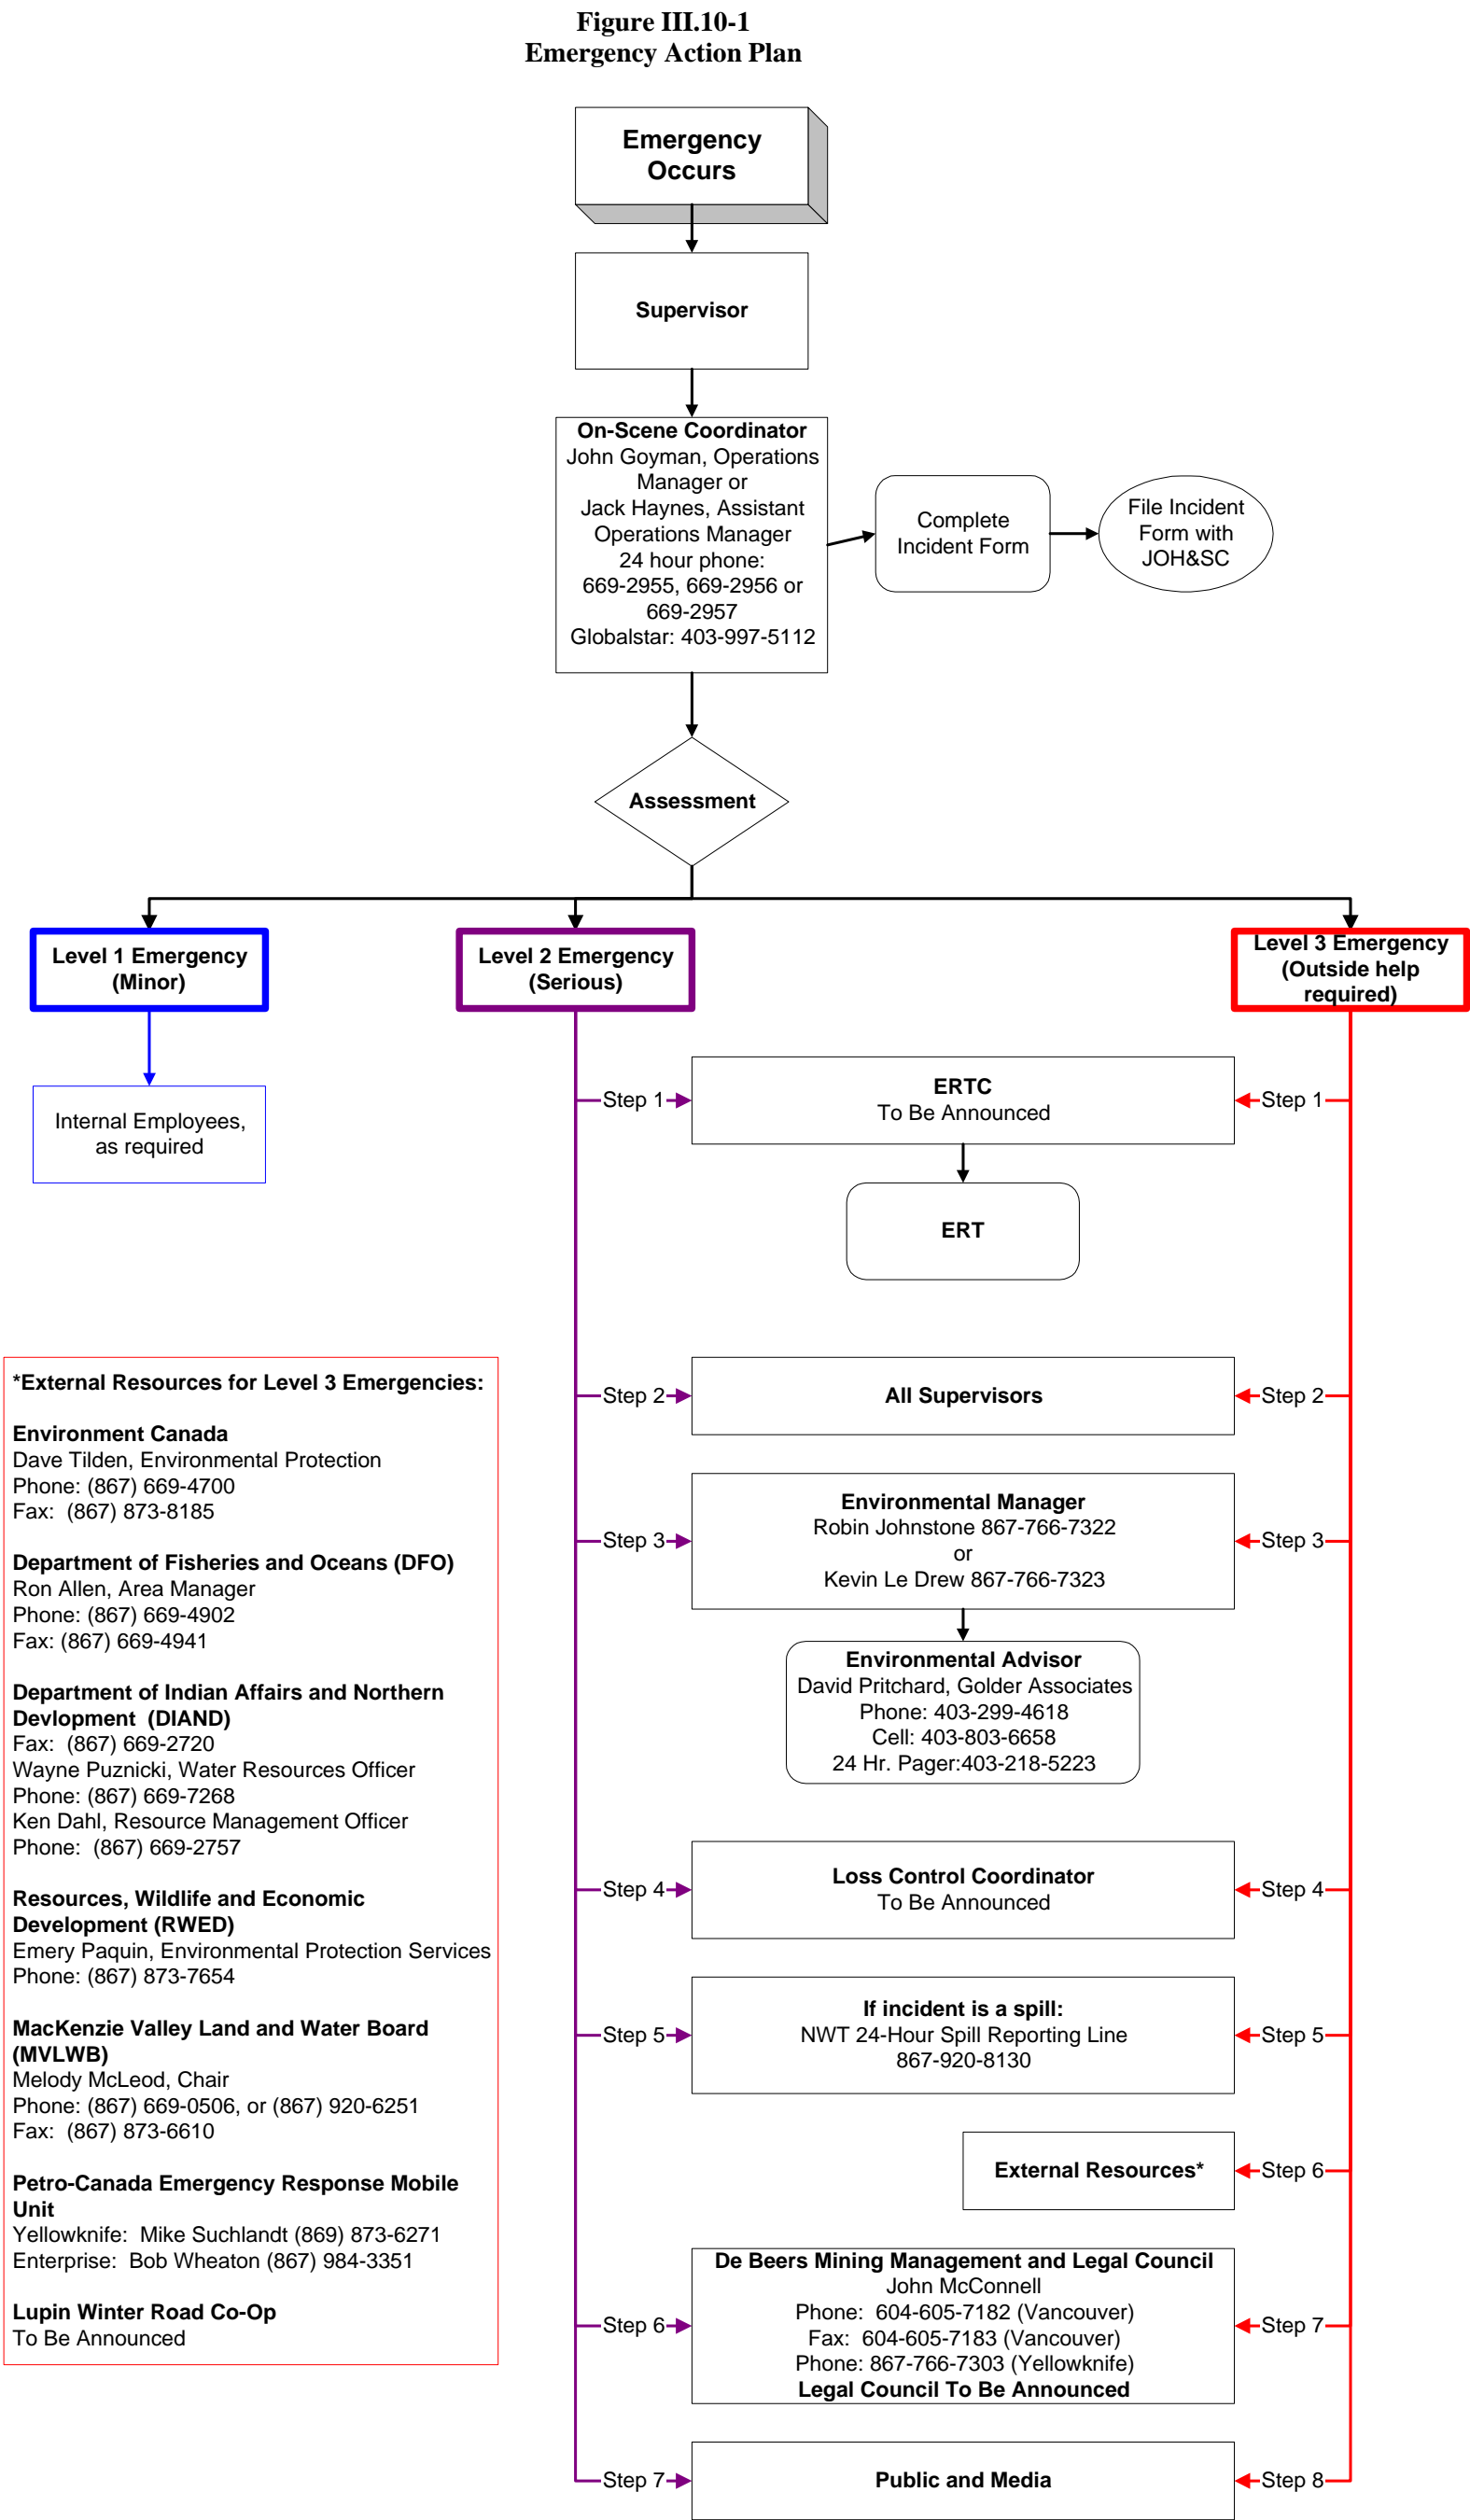 Figure III.10-1
Emergency Action Plan
Emergency
Occurs
Supervisor
On-Scene Coordinator
John Goyman, Operations
Manager or
Jack Haynes, Assistant
Operations Manager
24 hour phone:
669-2955, 669-2956 or
669-2957
Globalstar: 403-997-5112
Complete
Incident Form
File Incident
Form with
JOH&SC
Assessment
Level 1 Emergency
(Minor)
Level 2 Emergency
(Serious)
Level 3 Emergency
(Outside help
required)
Internal Employees,
as required
Step 1
ERTC
To Be Announced
Step 1
ERT
Step 2
All Supervisors
Step 2
Step 3
Environmental Manager
Robin Johnstone 867-766-7322
or
Kevin Le Drew 867-766-7323
Step 3
Environmental Advisor
David Pritchard, Golder Associates
Phone: 403-299-4618
Cell: 403-803-6658
24 Hr. Pager:403-218-5223
Step 4
Loss Control Coordinator
To Be Announced
Step 4
Step 5
If incident is a spill:
NWT 24-Hour Spill Reporting Line
867-920-8130
Step 5
External Resources*
Step 6
Step 6
De Beers Mining Management and Legal Council
John McConnell
Phone: 604-605-7182 (Vancouver)
Fax: 604-605-7183 (Vancouver)
Phone: 867-766-7303 (Yellowknife)
Legal Council To Be Announced
Step 7
Step 7
Public and Media
Step 8
*External Resources for Level 3 Emergencies:
Environment Canada
Dave Tilden, Environmental Protection
Phone: (867) 669-4700
Fax: (867) 873-8185
Department of Fisheries and Oceans (DFO)
Ron Allen, Area Manager
Phone: (867) 669-4902
Fax: (867) 669-4941
Department of Indian Affairs and Northern
Devlopment (DIAND)
Fax: (867) 669-2720
Wayne Puznicki, Water Resources Officer
Phone: (867) 669-7268
Ken Dahl, Resource Management Officer
Phone: (867) 669-2757
Resources, Wildlife and Economic
Development (RWED)
Emery Paquin, Environmental Protection Services
Phone: (867) 873-7654
MacKenzie Valley Land and Water Board
(MVLWB)
Melody McLeod, Chair
Phone: (867) 669-0506, or (867) 920-6251
Fax: (867) 873-6610
Petro-Canada Emergency Response Mobile
Unit
Yellowknife: Mike Suchlandt (869) 873-6271
Enterprise: Bob Wheaton (867) 984-3351
Lupin Winter Road Co-Op
To Be Announced